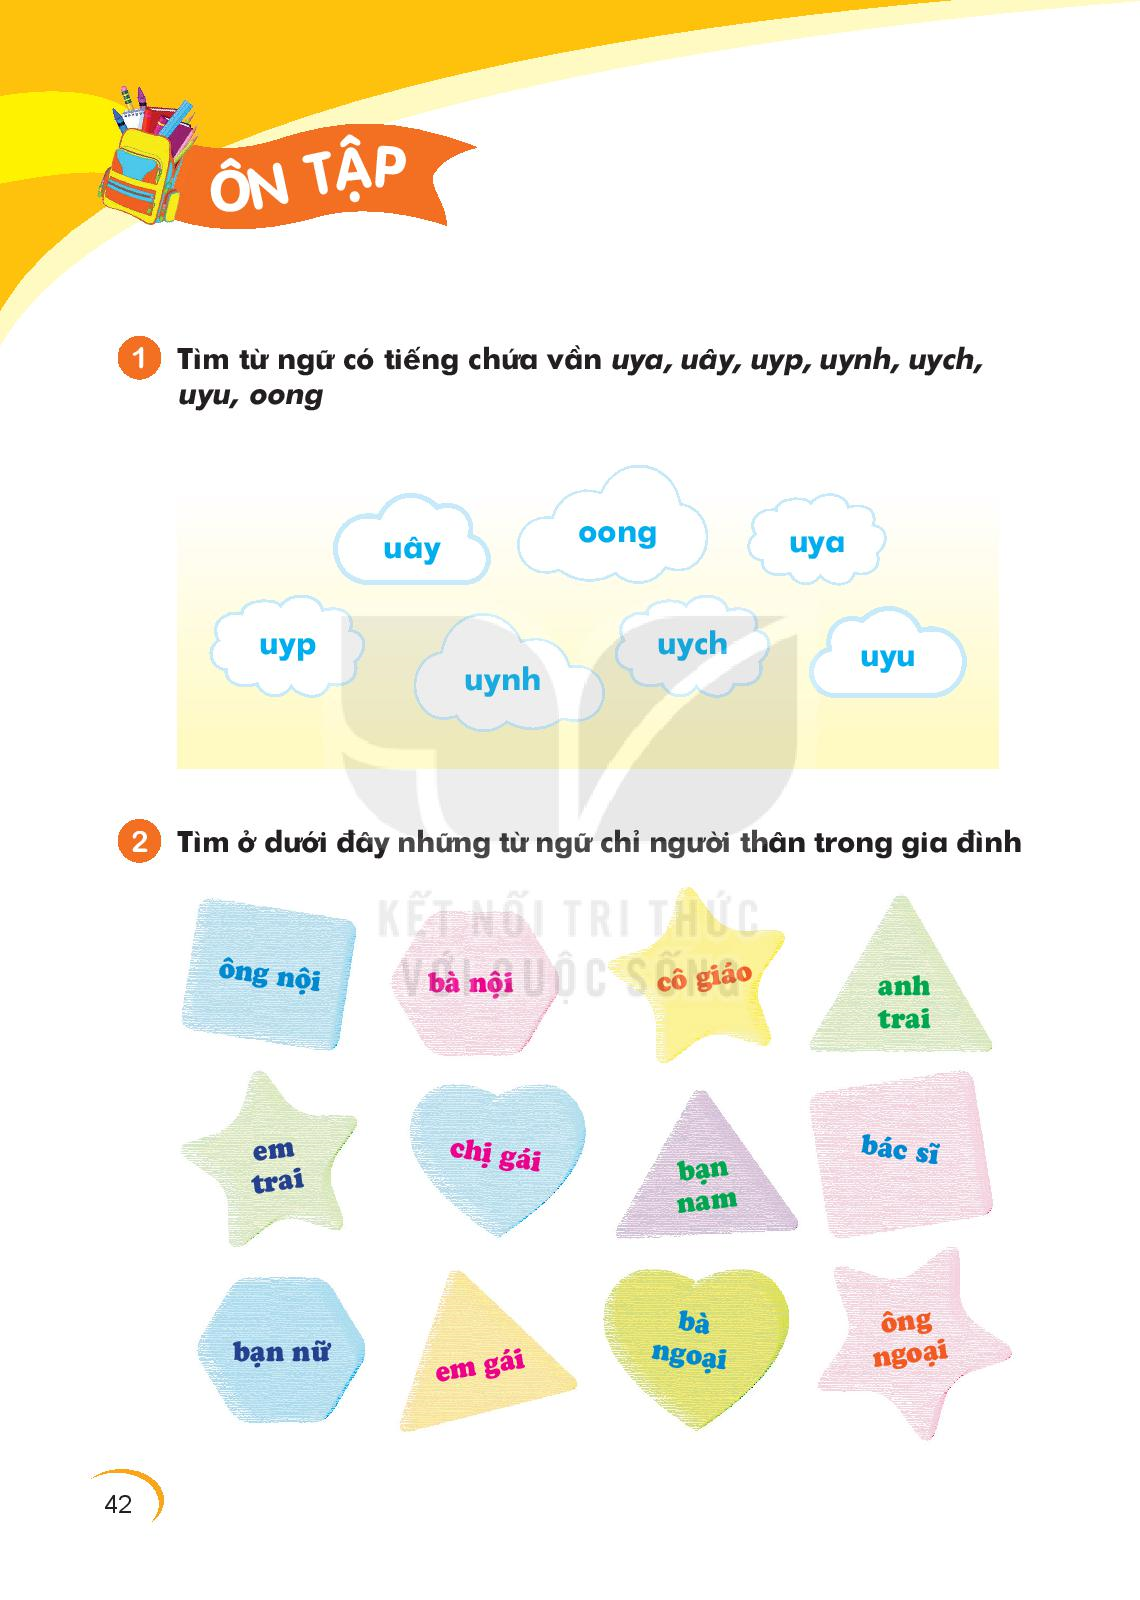 ÔN TẬP
1 Tìm từ ngữ có tiếng chứa vần uya, uây, uyp, uynh, uych,
uyu, oong
uây
oong
uya
uyp
uynh
uych
uyu
2 Tìm ở dưới đây những từ ngữ chỉ người thân trong gia đình
KẾT NỐI TRI THỨC
VỚI CUỘC SỐNG
ông nội
bà nội
cô giáo
anh
trai
em
trai
chị gái
bạn
nam
bác sĩ
bạn nữ
em gái
bà
ngoại
ông
ngoại
42